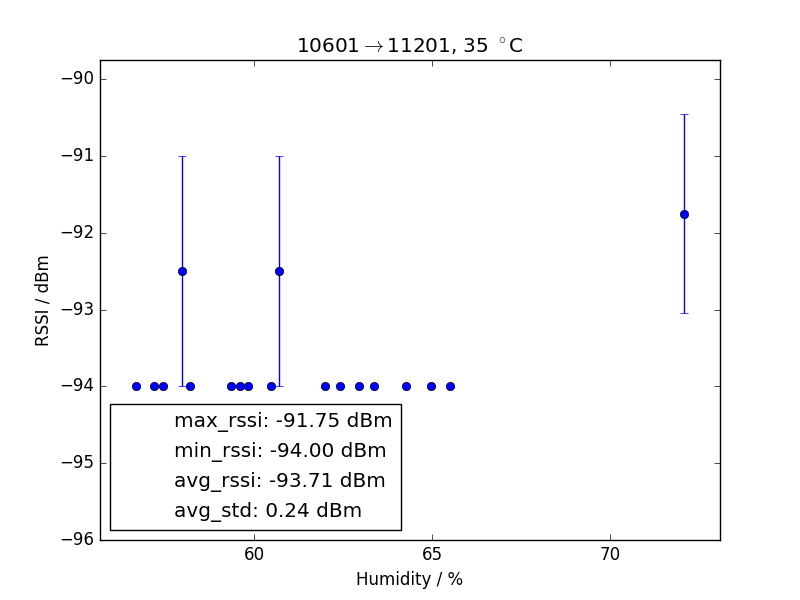 10601→11201, 35 °C
−90
−91
−92
−93
−94
−95
−96
RSSI / dBm
max_rssi: -91.75 dBm
min_rssi: -94.00 dBm
avg_rssi: -93.71 dBm
avg_std: 0.24 dBm
60 65 70
Humidity / %